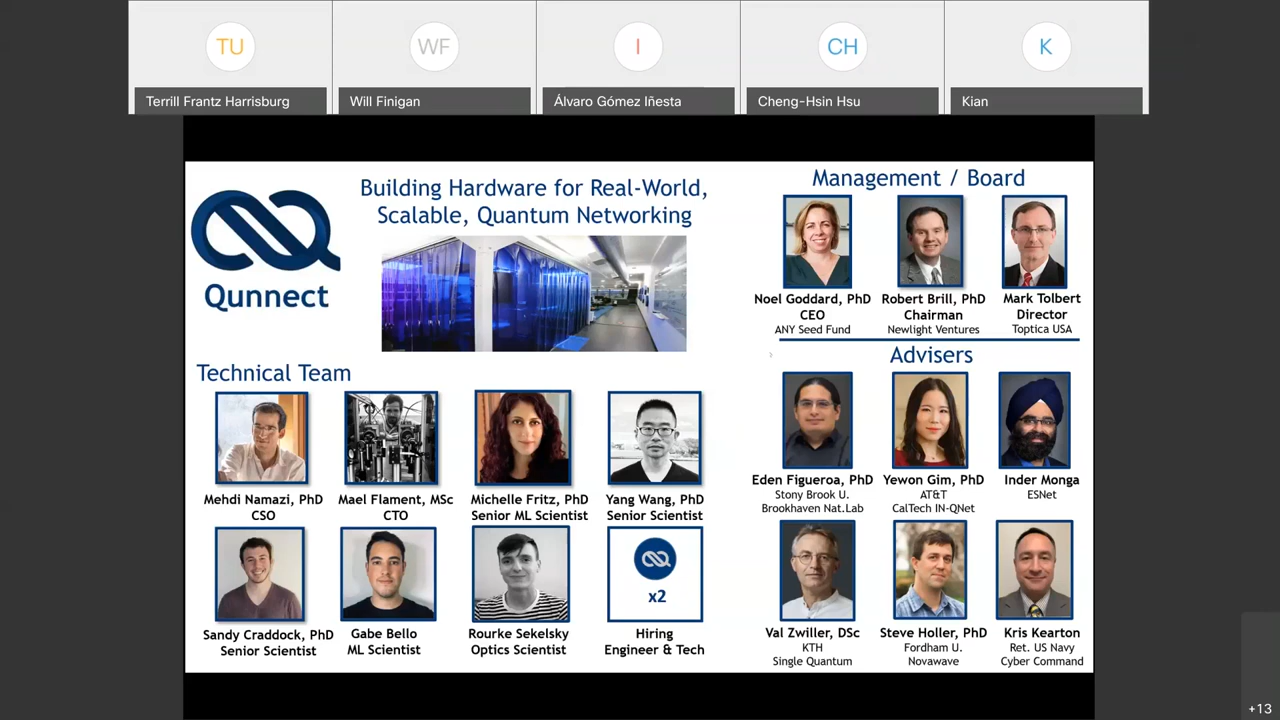 TU
WF
I
CH
K
Terrill Frantz Harrisburg
Will Finigan
Álvaro Gómez Iñesta
Cheng-Hsin Hsu
Kian
Qunnect
Building Hardware for Real-World,
Scalable, Quantum Networking
Management / Board
Noel Goddard, PhD
CEO
ANY Seed Fund
Robert Brill, PhD
Chairman
Newlight Ventures
Mark Tolbert
Director
Toptica USA
Technical Team
Mehdi Namazi, PhD
CSO
Mael Flament, MSc
CTO
Michelle Fritz, PhD
Senior ML Scientist
Yang Wang, PhD
Senior Scientist
Sandy Craddock, PhD
Senior Scientist
Gabe Bello
ML Scientist
Rourke Sekelsky
Optics Scientist
x2
Hiring
Engineer & Tech
Advisers
Eden Figueroa, PhD
Stony Brook U.
Brookhaven Nat.Lab
Yewon Gim, PhD
AT&T
CalTech IN-QNet
Inder Monga
ESNet
Val Zwiller, DSc
KTH
Single Quantum
Steve Holler, PhD
Fordham U.
Novawave
Kris Kearton
Ret. US Navy
Cyber Command
+13